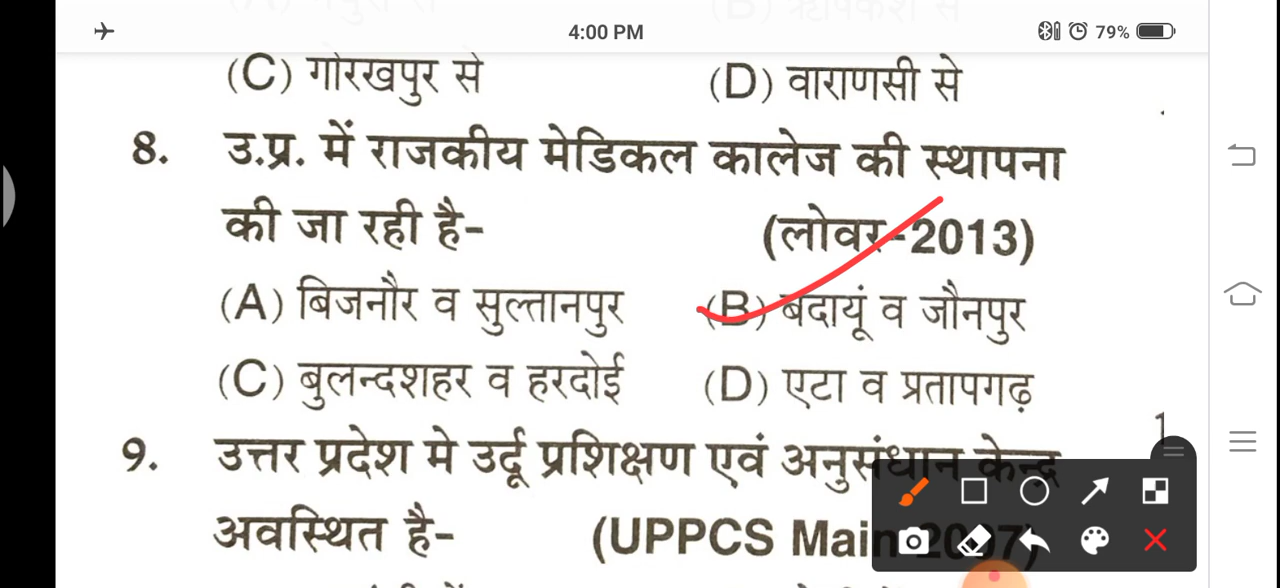 4:00 PM 79%
(C) गोरखपुर से (D) वाराणसी से
8. उ.प्र. में राजकीय मेडिकल कालेज की स्थापना
की जा रही है- (लोवर-2013)
(A) बिजनौर व सुल्तानपुर (B) बदायूं व जौनपुर
(C) बुलन्दशहर व हरदोई (D) एटा व प्रतापगढ़
9. उत्तर प्रदेश मे उर्दू प्रशिक्षण एवं अनुसंधान केन्द्र
अवस्थित है- (UPPCS Main 2007)